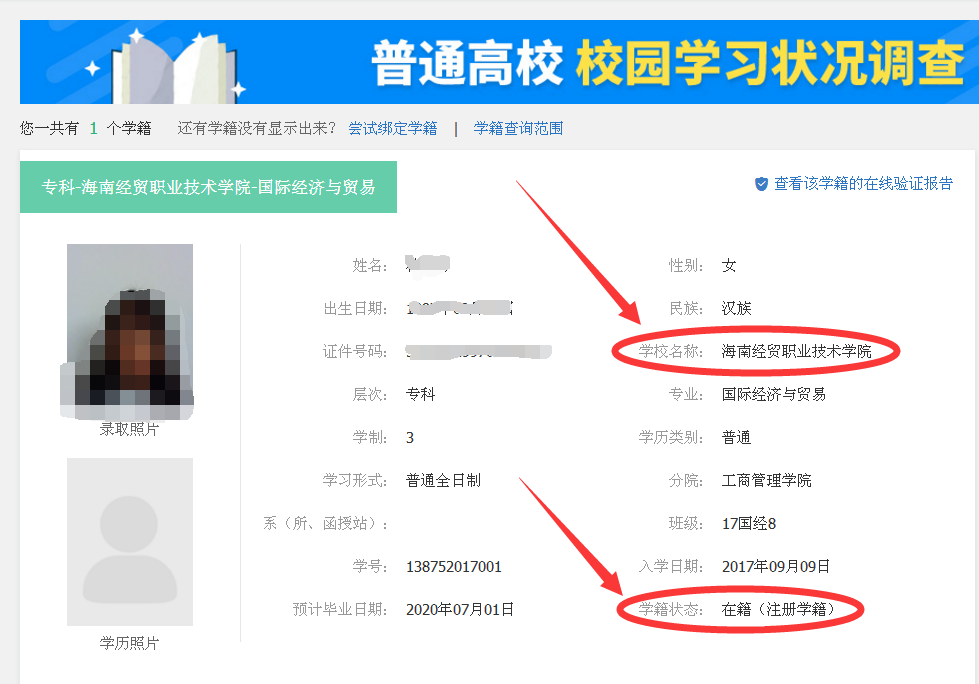 普通高校 校园学习状况调查
您一共有 1 个学籍 还有学籍没有显示出来? 尝试绑定学籍 | 学籍查询范围
专科-海南经贸职业技术学院-国际经济与贸易
查看该学籍的在线验证报告
姓名: 性别: 女
出生日期: 民族: 汉族
证件号码: 学校名称: 海南经贸职业技术学院
层次: 专科 专业: 国际经济与贸易
学制: 3 学历类别: 普通
学习形式: 普通全日制 分院: 工商管理学院
系(所、函授站): 班级: 17国经8
学号: 138752017001 入学日期: 2017年09月09日
预计毕业日期: 2020年07月01日 学籍状态: 在籍(注册学籍)
录取照片
学历照片